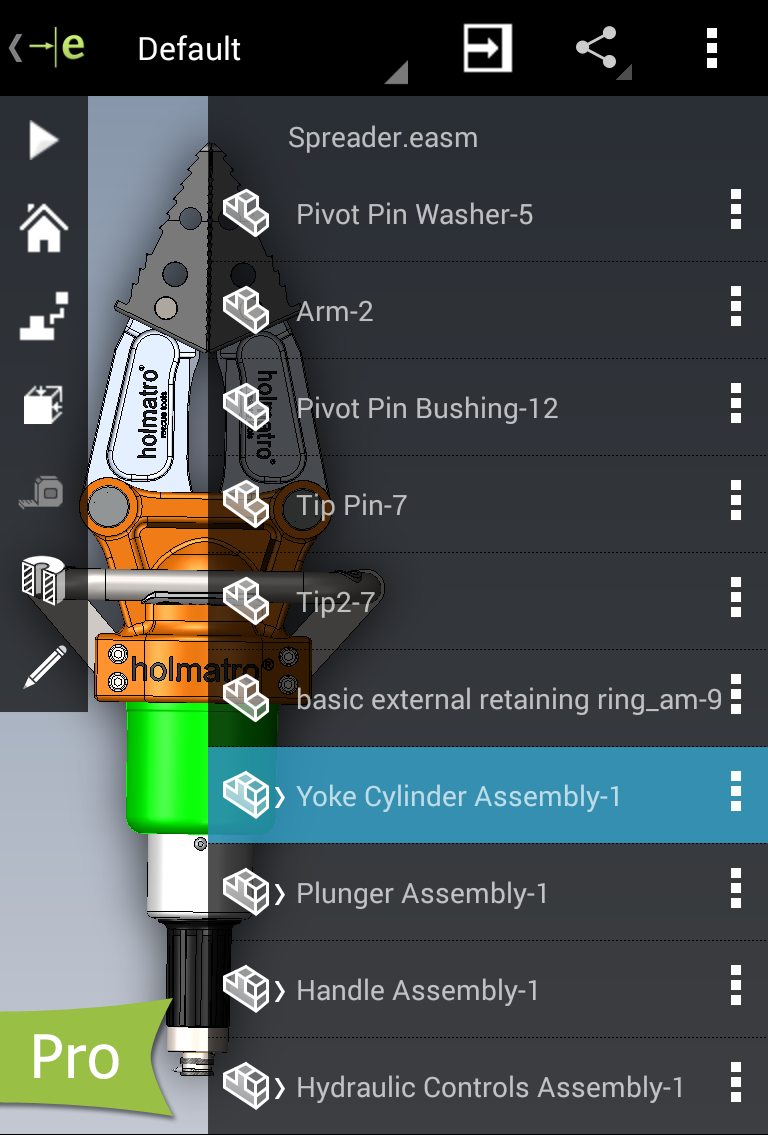 e
Default
Spreader.easm
Pivot Pin Washer-5
Arm-2
holmatro®
rescue tools
holmatro®
Pivot Pin Bushing-12
Tip Pin-7
Tip2-7
holmatro®
basic external retaining ring_am-9
Yoke Cylinder Assembly-1
Plunger Assembly-1
Handle Assembly-1
Pro
Hydraulic Controls Assembly-1